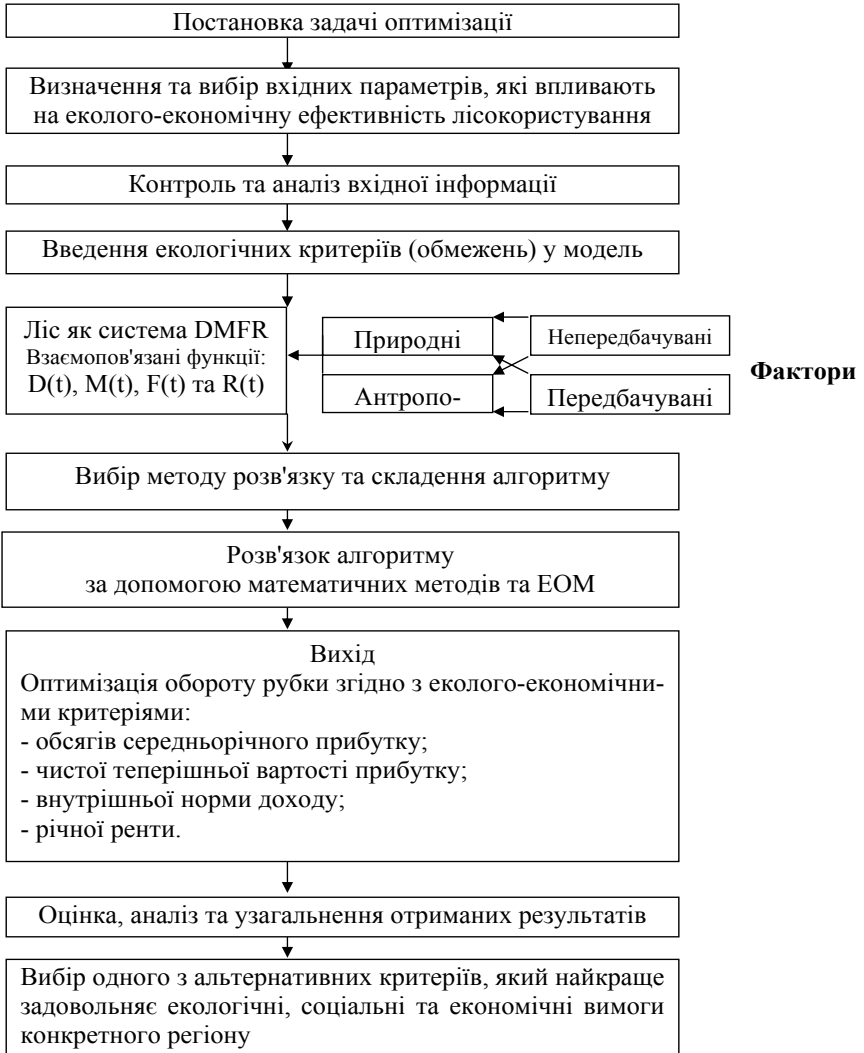 Постановка задачі оптимізації
Визначення та вибір вхідних параметрів, які впливають
на еколого-економічну ефективність лісокористування
Контроль та аналіз вхідної інформації
Введення екологічних критеріїв (обмежень) у модель
Ліс як система DMFR
Взаємопов'язані функції:
D(t), M(t), F(t) та R(t)
Природні
Антропо-
Непередбачувані
Передбачувані
Фактори
Вибір методу розв'язку та складення алгоритму
Розв'язок алгоритму
за допомогою математичних методів та ЕОМ
Вихід
Оптимізація обороту рубки згідно з еколого-економічни-
ми критеріями:
- обсягів середньорічного прибутку;
- чистої теперішньої вартості прибутку;
- внутрішньої норми доходу;
- річної ренти.
Оцінка, аналіз та узагальнення отриманих результатів
Вибір одного з альтернативних критеріїв, який найкраще
задовольняє екологічні, соціальні та економічні вимоги
конкретного регіону